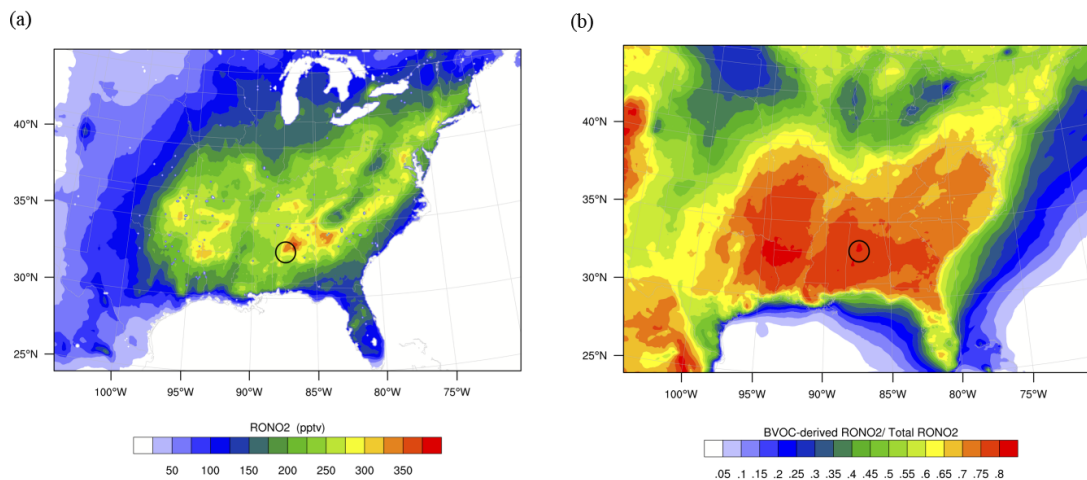 (a)
(b)
40°N
35°N
30°N
25°N
100°W 95°W 90°W 85°W 80°W 75°W
RONO2 (pptv)
50 100 150 200 250 300 350
40°N
35°N
30°N
25°N
100°W 95°W 90°W 85°W 80°W 75°W
BVOC-derived RONO2/ Total RONO2
.05 .1 .15 .2 .25 .3 .35 .4 .45 .5 .55 .6 .65 .7 .75 .8